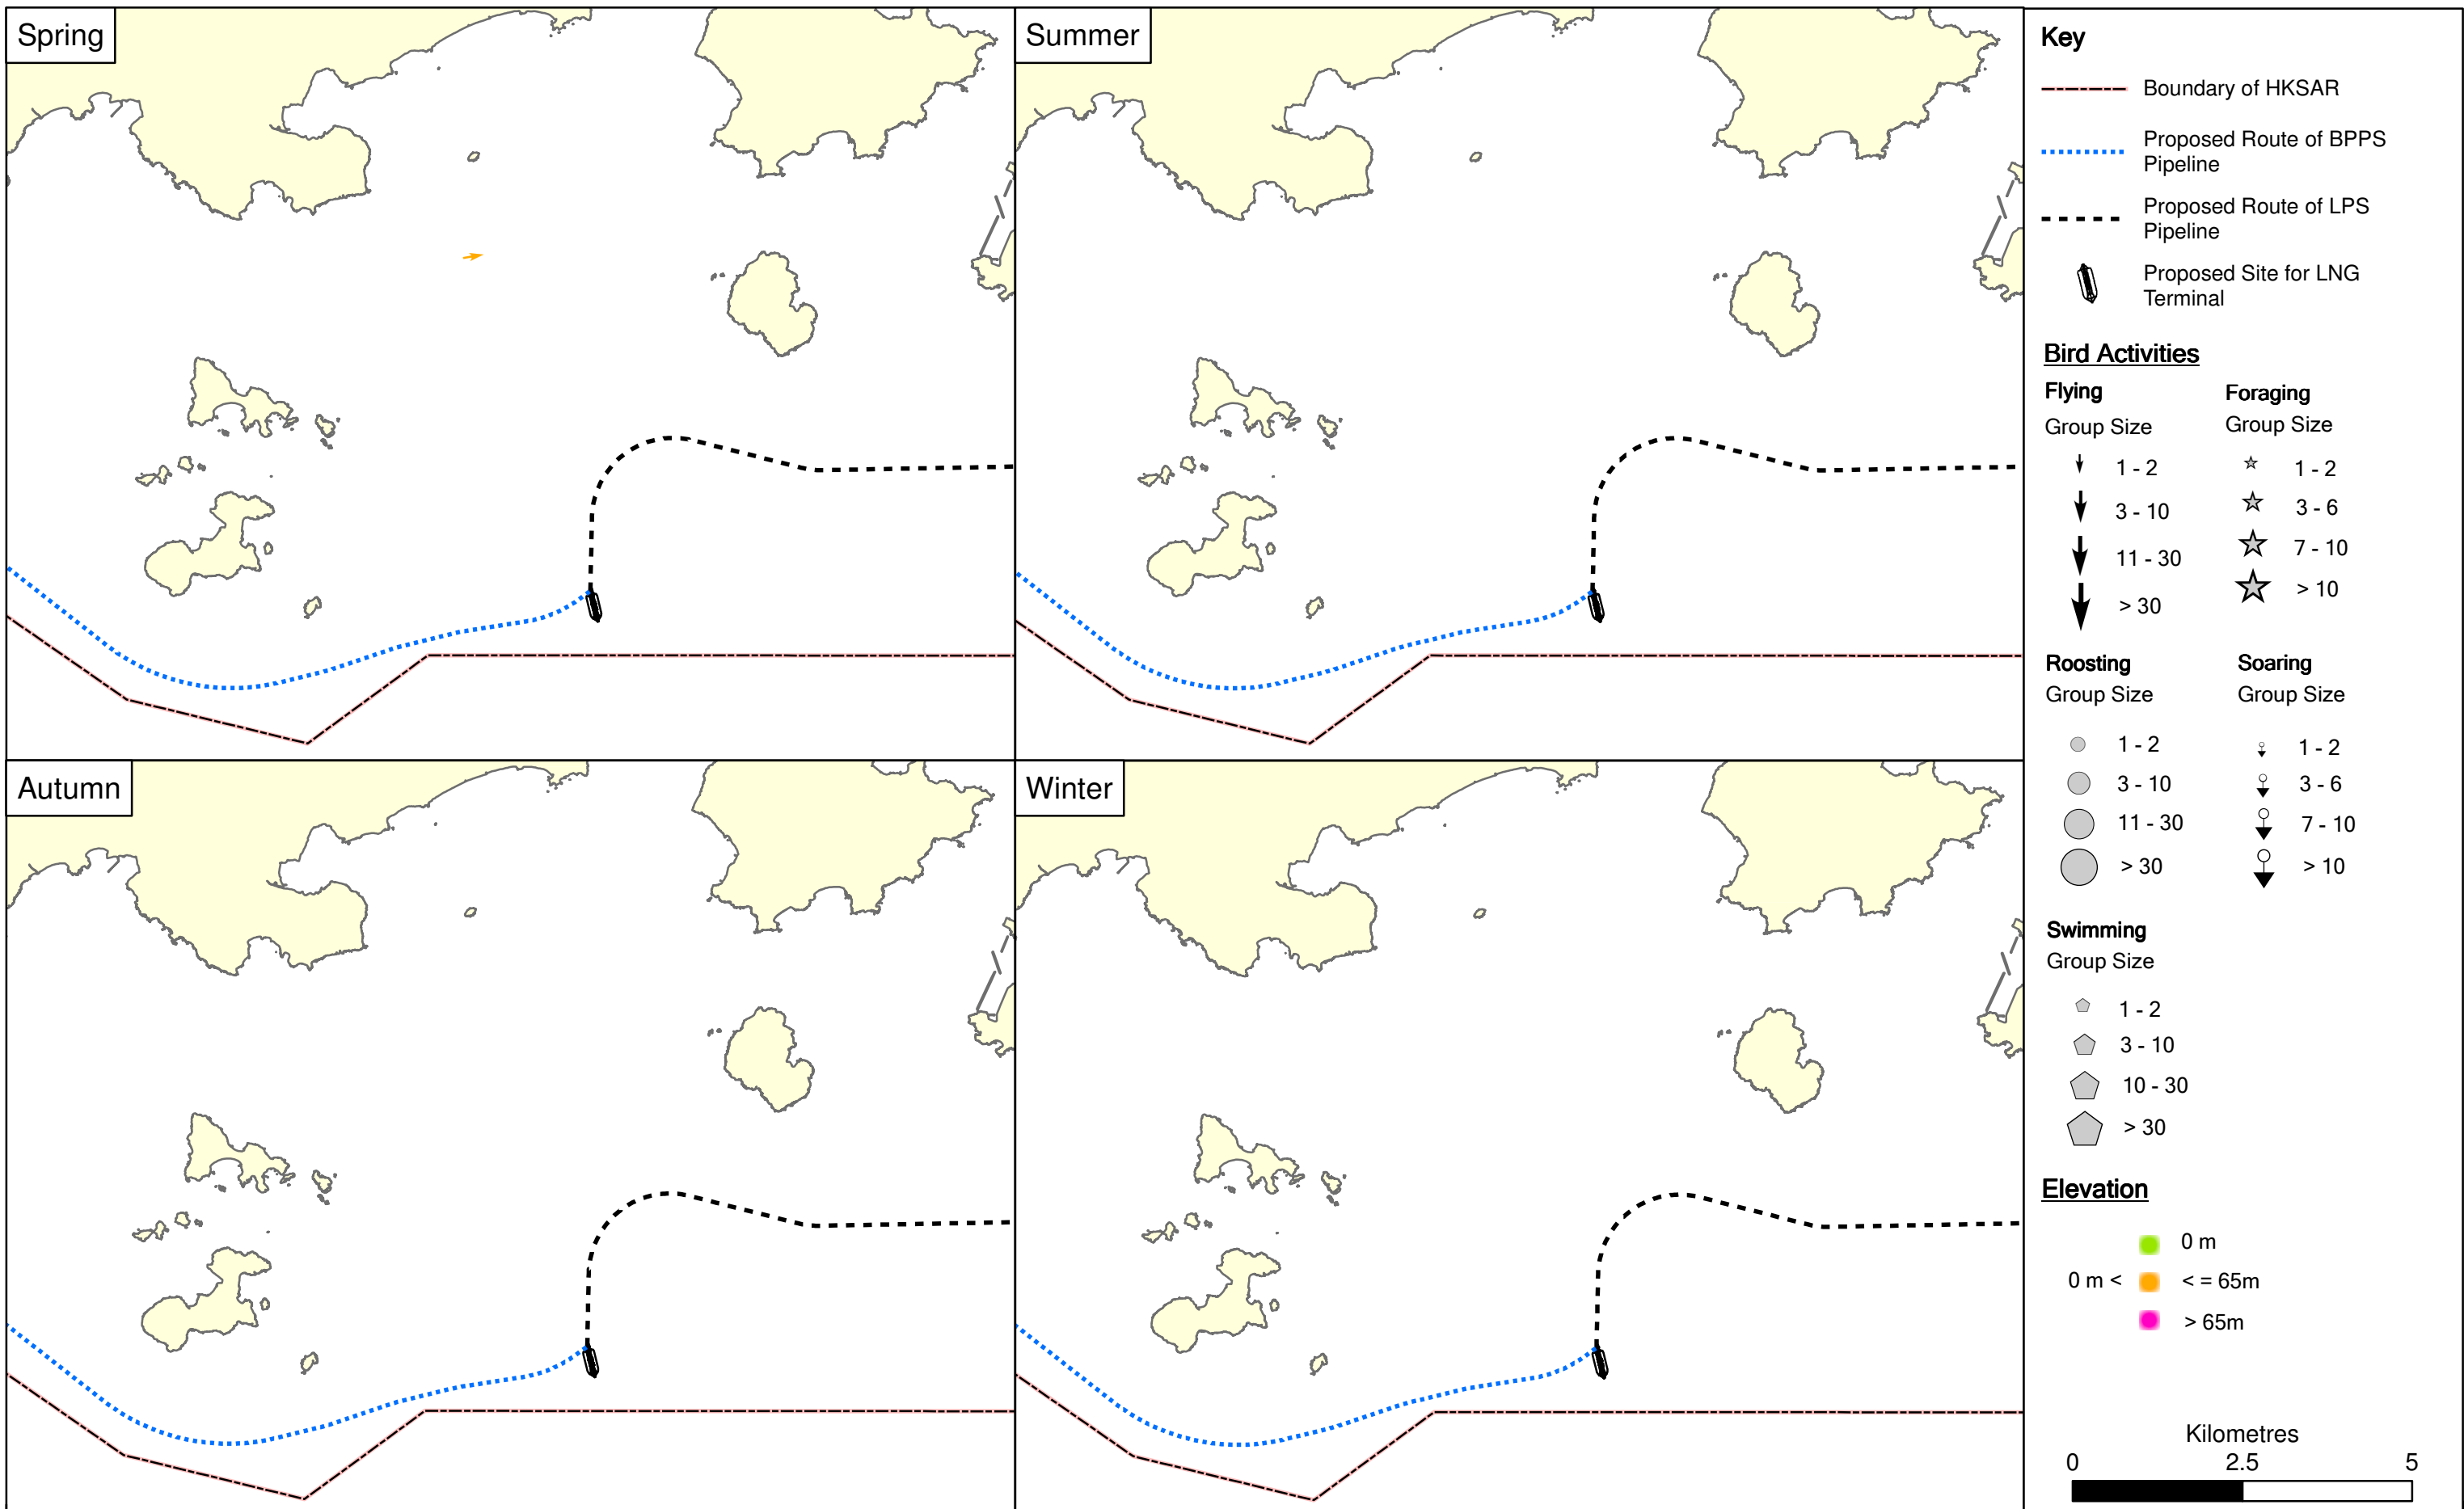 Spring
Summer
Autumn
Winter
Key
Boundary of HKSAR
Proposed Route of BPPS
Pipeline
Proposed Route of LPS
Pipeline
Proposed Site for LNG
Terminal
Bird Activities
Flying
Group Size
1 - 2
3 - 10
11 - 30
> 30
Foraging
Group Size
1 - 2
3 - 6
7 - 10
> 10
Roosting
Group Size
1 - 2
3 - 10
11 - 30
> 30
Soaring
Group Size
1 - 2
3 - 6
7 - 10
> 10
Swimming
Group Size
1 - 2
3 - 10
10 - 30
> 30
Elevation
0 m
0 m < < = 65m
> 65m
Kilometres
0 2.5 5